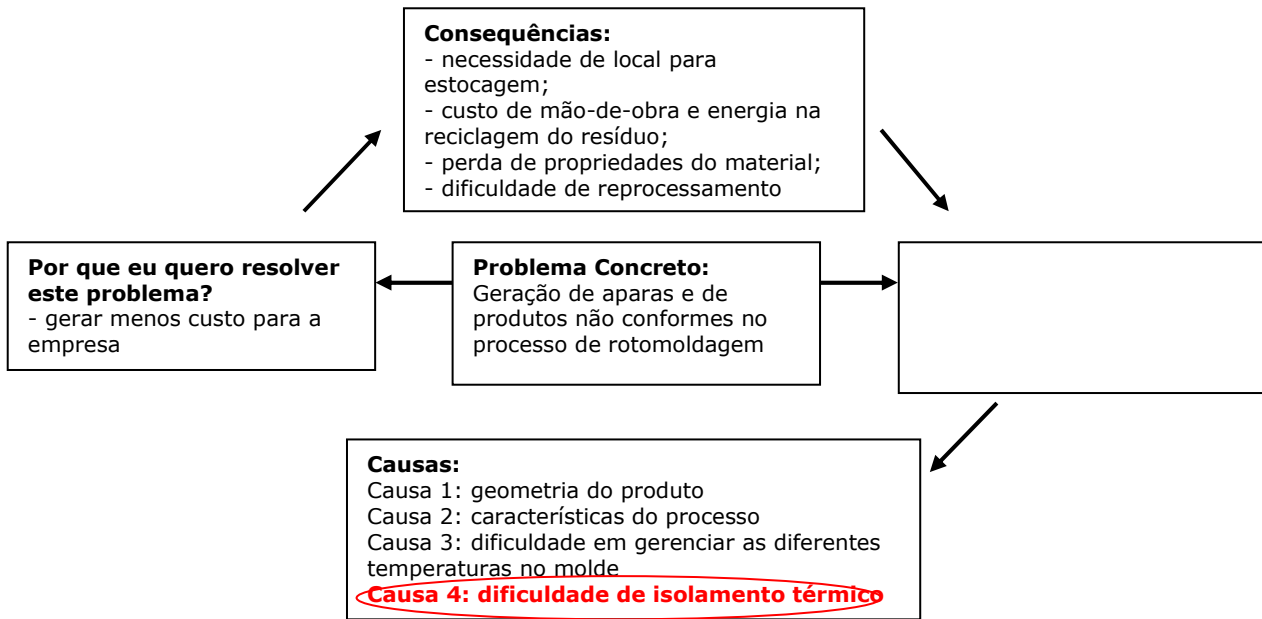 Consequências:
- necessidade de local para
estocagem;
- custo de mão-de-obra e energia na
reciclagem do resíduo;
- perda de propriedades do material;
- dificuldade de reprocessamento
Por que eu quero resolver
este problema?
- gerar menos custo para a
empresa
Problema Concreto:
Geração de aparas e de
produtos não conformes no
processo de rotomoldagem
Causas:
Causa 1: geometria do produto
Causa 2: características do processo
Causa 3: dificuldade em gerenciar as diferentes
temperaturas no molde
Causa 4: dificuldade de isolamento térmico